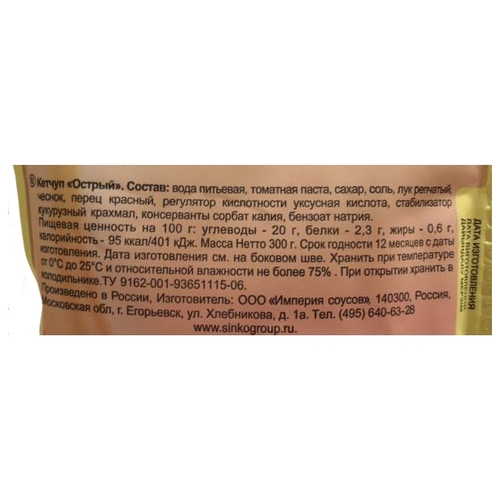 Кетчуп «Острый». Состав: вода питьевая, томатная паста, сахар, соль, лук репчатый,
чеснок, перец красный, регулятор кислотности уксусная кислота, стабилизатор
кукурузный крахмал, консерванты сорбат калия, бензоат натрия.
Пищевая ценность на 100 г: углеводы - 20 г, белки - 2,3 г, жиры - 0,6 г,
калорийность - 95 ккал/401 кДж. Масса Нетто 300 г. Срок годности 12 месяцев с даты
изготовления. Дата изготовления см. на боковом шве. Хранить при температуре
от 0°С до 25°С и относительной влажности не более 75% . При открытии хранить в
холодильнике.ТУ 9162-001-93651115-06.
Произведено в России, Изготовитель: ООО «Империя соусов», 140300, Россия,
Московская обл, г. Егорьевск, ул. Хлебникова, д. 1а. Тел. (495) 640-63-28
www.sinkogroup.ru.
ДАТА ИЗГОТОВЛЕНИЯ